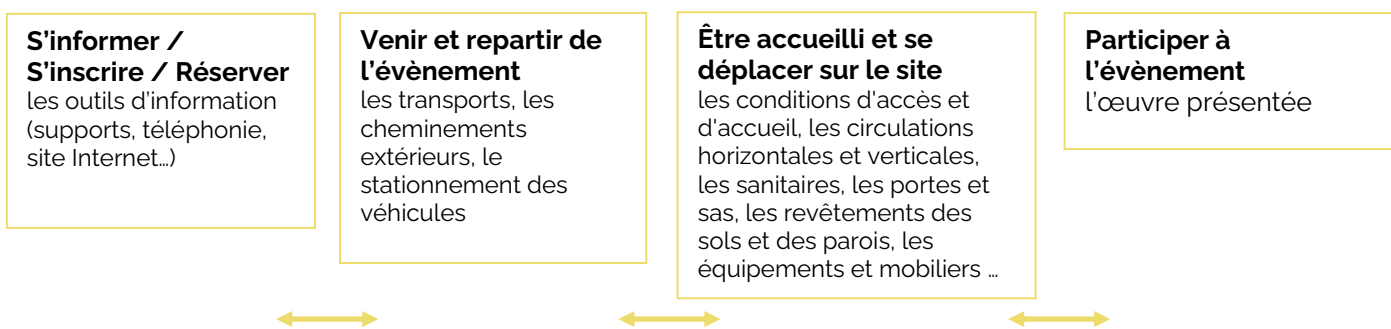 S’informer /
S’inscrire / Réserver
les outils d’information
(supports, téléphonie,
site Internet…)
Venir et repartir de
l’évènement
les transports, les
cheminements
extérieurs, le
stationnement des
véhicules
Être accueilli et se
déplacer sur le site
les conditions d'accès et
d'accueil, les circulations
horizontales et verticales,
les sanitaires, les portes et
sas, les revêtements des
sols et des parois, les
équipements et mobiliers …
Participer à
l’évènement
l’œuvre présentée